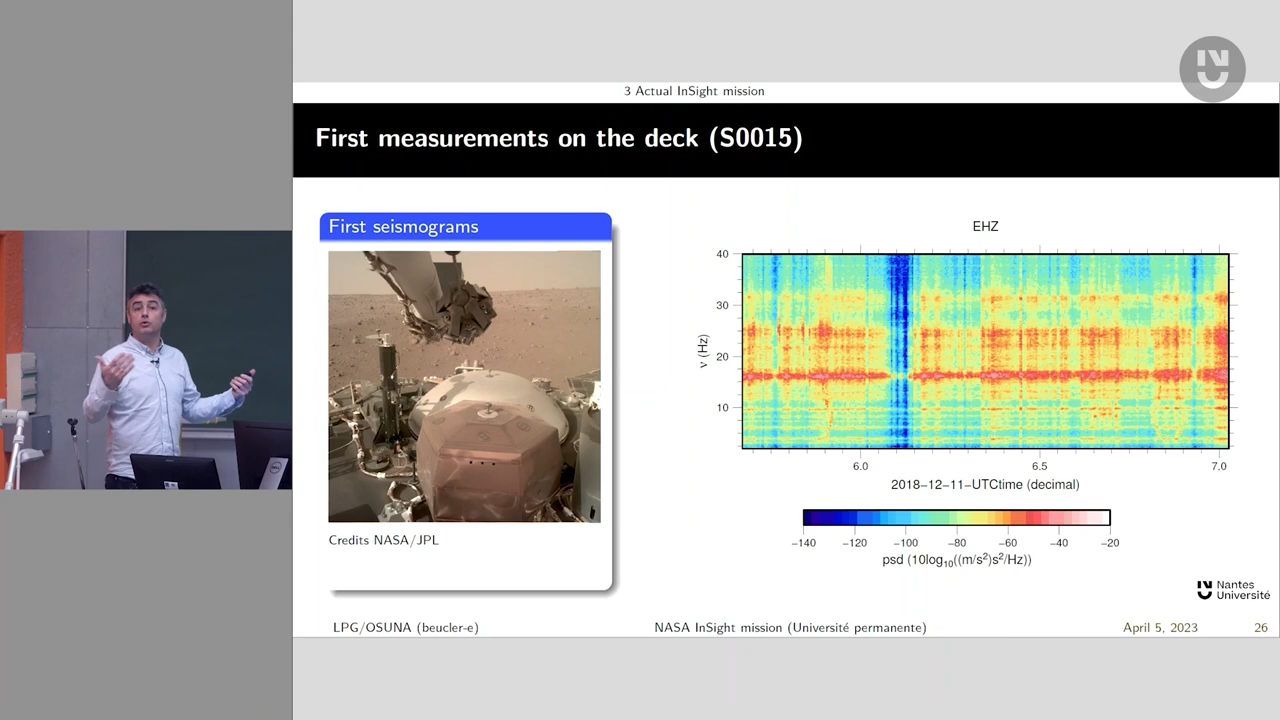 3 Actual InSight mission
First measurements on the deck (S0015)
First seismograms
Credits NASA/JPL
EHZ
40
30
20
10
ν (Hz)
6.0 6.5 7.0
2018−12−11−UTCtime (decimal)
−140 −120 −100 −80 −60 −40 −20
psd (10log10((m/s²)s²/Hz))
Nantes
Université
LPG/OSUNA (beucler-e) NASA InSight mission (Université permanente) April 5, 2023 26